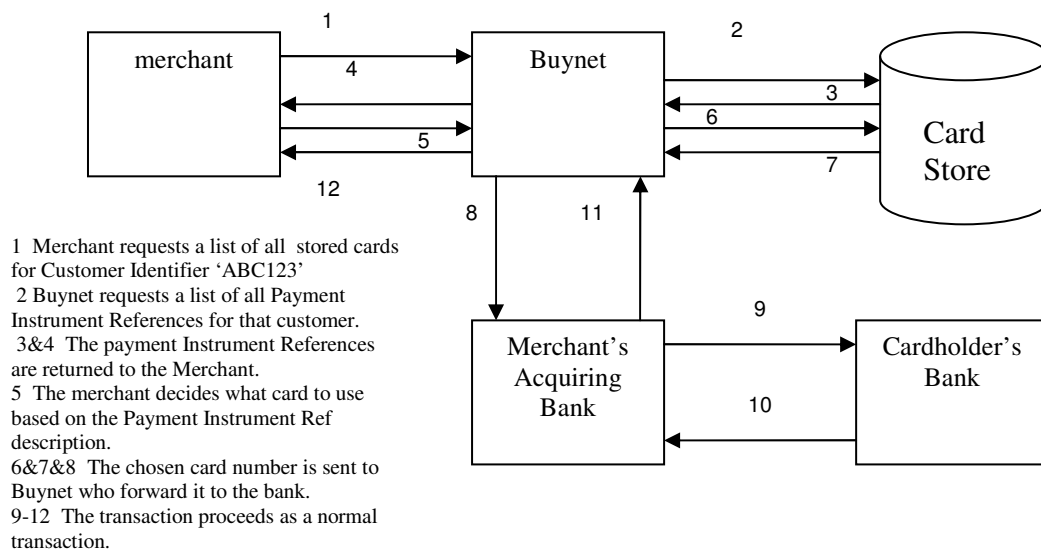 1
2
merchant
Buynet
4
3
6
Card
Store
5
7
12
8
11
1 Merchant requests a list of all stored cards
for Customer Identifier ‘ABC123’
2 Buynet requests a list of all Payment
Instrument References for that customer.
3&4 The payment Instrument References
are returned to the Merchant.
5 The merchant decides what card to use
based on the Payment Instrument Ref
description.
6&7&8 The chosen card number is sent to
Buynet who forward it to the bank.
9-12 The transaction proceeds as a normal
transaction.
9
Merchant’s
Acquiring
Bank
Cardholder’s
Bank
10